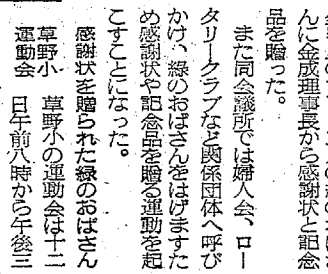 んに金成理事長から感謝状と記念
品を贈った。
また同会議所では婦人会、ロー
タリークラブなど関係団体へ呼び
かけ、緑のおばさんをはげますた
め感謝状や記念品を贈る運動を起
こすことになった。
感謝状を贈られた緑のおばさん
草野小 草野小の運動会は十二
運動会 日午前八時から午後三